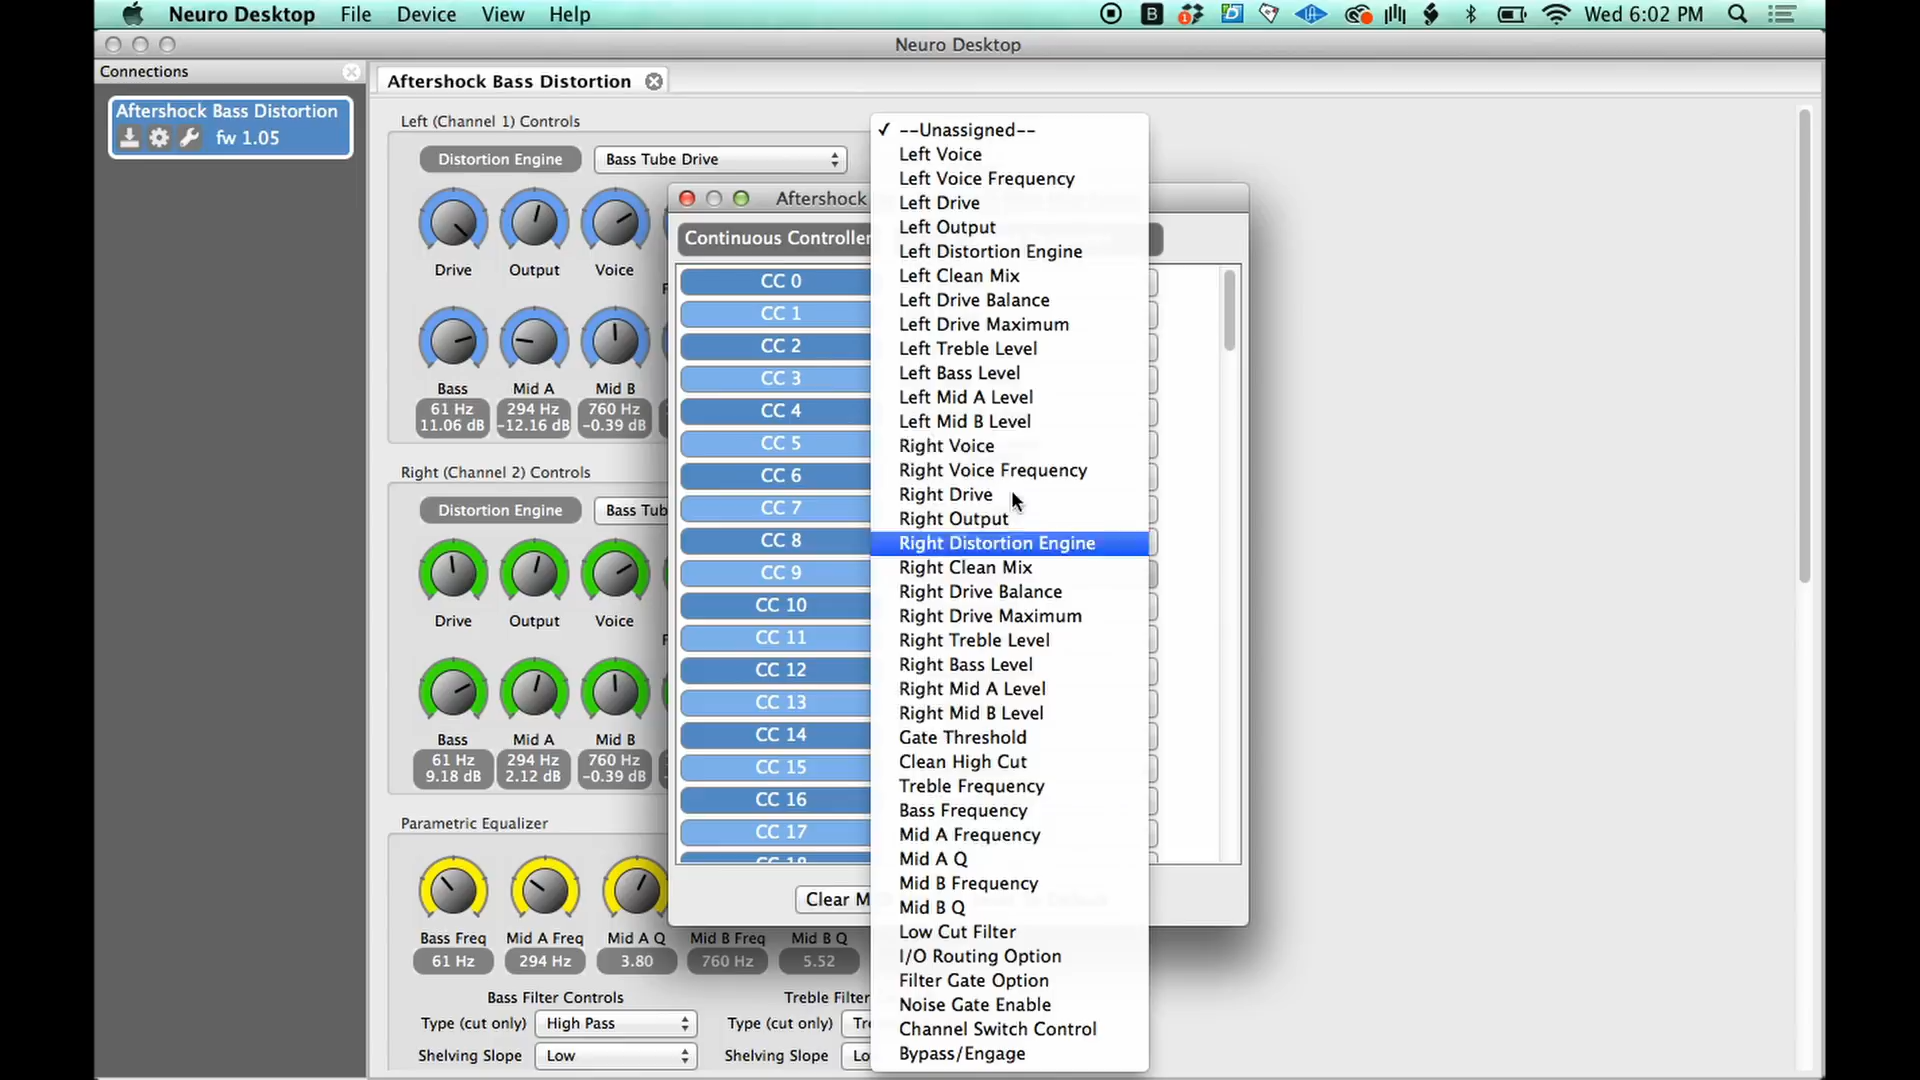 Neuro Desktop File Device View Help Wed 6:02 PM
Neuro Desktop
Connections
Aftershock Bass Distortion
fw 1.05
Aftershock Bass Distortion
Left (Channel 1) Controls
Distortion Engine Bass Tube Drive
Drive Output Voice
Bass Mid A Mid B
61 Hz 294 Hz 760 Hz
11.06 dB -12.16 dB -0.39 dB
Right (Channel 2) Controls
Distortion Engine Bass Tub
Drive Output Voice
Bass Mid A Mid B
61 Hz 294 Hz 760 Hz
9.18 dB 2.12 dB -0.39 dB
Parametric Equalizer
Bass Freq Mid A Freq Mid A Q Mid B Freq Mid B Q
61 Hz 294 Hz 3.80 760 Hz 5.52
Bass Filter Controls Treble Filter
Type (cut only) High Pass Type (cut only) Tr
Shelving Slope Low Shelving Slope Lo
Aftershock
Continuous Controller
CC 0
CC 1
CC 2
CC 3
CC 4
CC 5
CC 6
CC 7
CC 8
CC 9
CC 10
CC 11
CC 12
CC 13
CC 14
CC 15
CC 16
CC 17
CC 18
Clear M
✓ --Unassigned--
Left Voice
Left Voice Frequency
Left Drive
Left Output
Left Distortion Engine
Left Clean Mix
Left Drive Balance
Left Drive Maximum
Left Treble Level
Left Bass Level
Left Mid A Level
Left Mid B Level
Right Voice
Right Voice Frequency
Right Drive
Right Output
Right Distortion Engine
Right Clean Mix
Right Drive Balance
Right Drive Maximum
Right Treble Level
Right Bass Level
Right Mid A Level
Right Mid B Level
Gate Threshold
Clean High Cut
Treble Frequency
Bass Frequency
Mid A Frequency
Mid A Q
Mid B Frequency
Mid B Q
Low Cut Filter
I/O Routing Option
Filter Gate Option
Noise Gate Enable
Channel Switch Control
Bypass/Engage